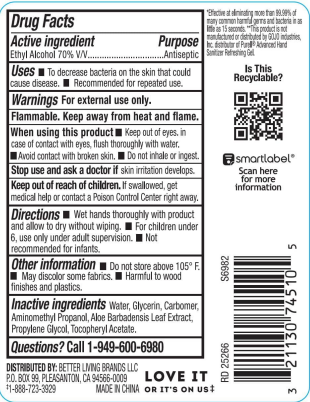 Drug Facts
Active ingredient Purpose
Ethyl Alcohol 70% V/V..............................Antiseptic
Uses ■ To decrease bacteria on the skin that could
cause disease. ■ Recommended for repeated use.
Warnings For external use only.
Flammable. Keep away from heat and flame.
When using this product ■ Keep out of eyes. in
case of contact with eyes, flush thoroughly with water,
■ Avoid contact with broken skin. ■ Do not inhale or ingest.
Stop use and ask a doctor if skin irritation develops.
Keep out of reach of children. If swallowed, get
medical help or contact a Poison Control Center right away.
Directions ■ Wet hands thoroughly with product
and allow to dry without wiping. ■ For children under
6, use only under adult supervision. ■ Not
recommended for infants.
Other information ■ Do not store above 105° F.
■ May discolor some fabrics. ■ Harmful to wood
finishes and plastics.
Inactive ingredients Water, Glycerin, Carbomer,
Aminomethyl Propanol, Aloe Barbadensis Leaf Extract,
Propylene Glycol, Tocopheryl Acetate.
Questions? Call 1-949-600-6980
DISTRIBUTED BY: BETTER LIVING BRANDS LLC
P.O. BOX 99, PLEASANTON, CA 94566-0009
‡1-888-723-3929 MADE IN CHINA
LOVE IT
OR IT'S ON US‡
*Effective at eliminating more than 99.99% of
many common harmful germs and bacteria in as
little as 15 seconds. **This product is not
manufactured or distributed by GOJO Industries,
Inc. distributor of Purell® Advanced Hand
Sanitizer Refreshing Gel.
Is This
Recyclable?
smartlabel®
Scan here
for more
information
RD 25266 S6982
3 21130 74510 5